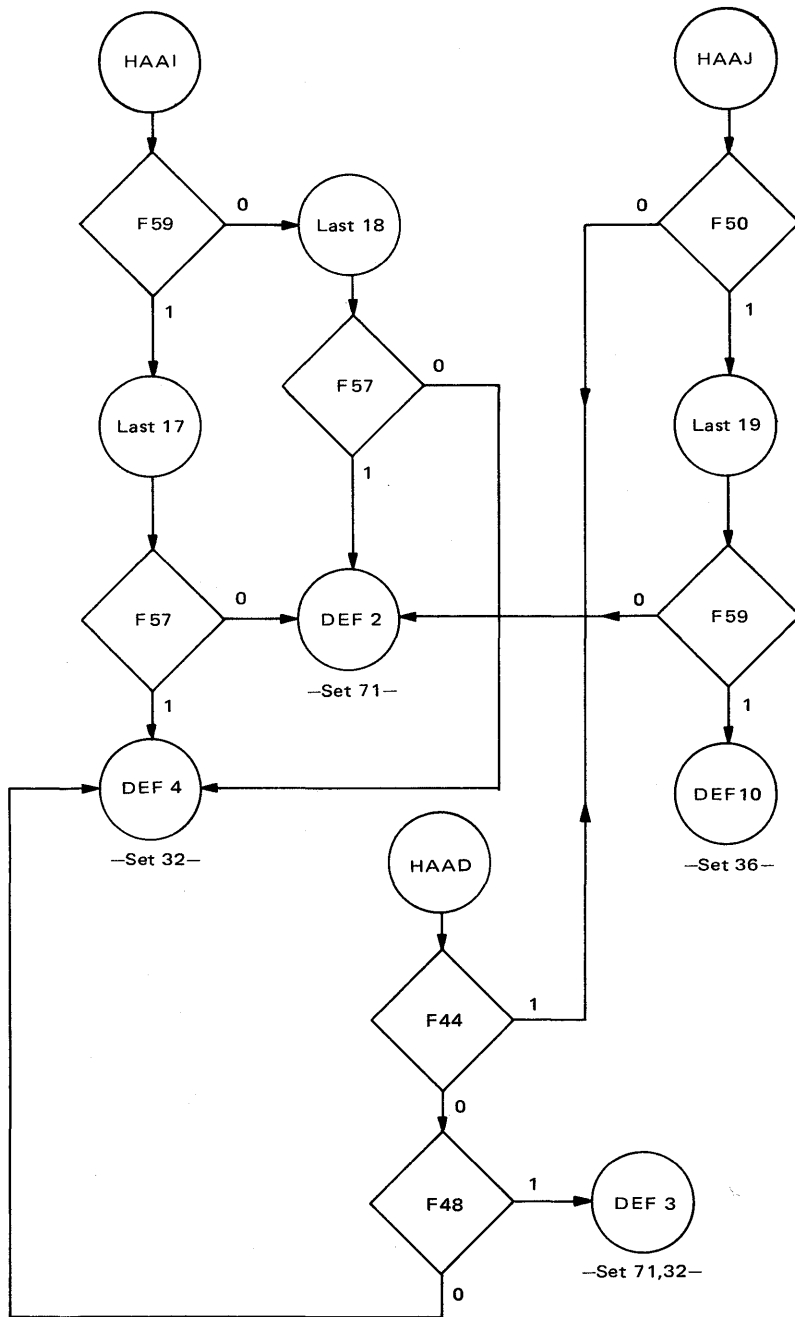 HAAI
HAAJ
F59
0
Last 18
0
F50
1
1
F57
0
Last 17
Last 19
1
F57
0
DEF 2
0
F59
—Set 71—
1
1
DEF 4
DEF 10
—Set 32—
HAAD
—Set 36—
F44
1
0
F48
1
DEF 3
0
—Set 71,32—